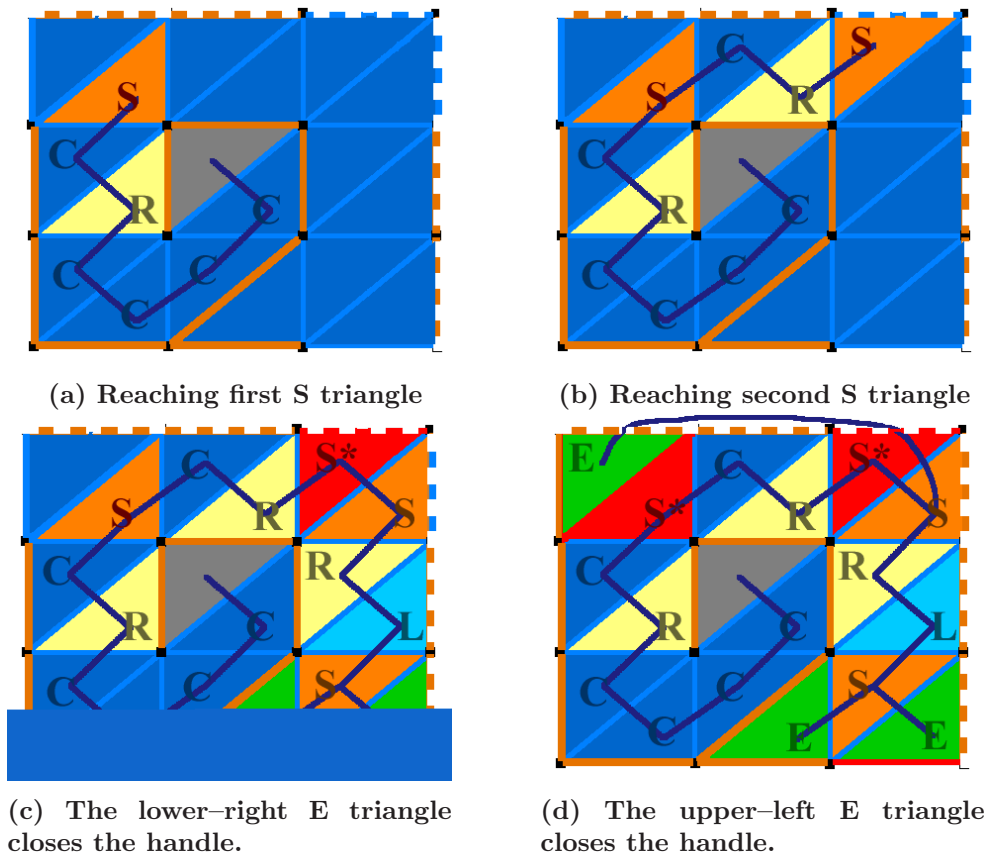 S
C
R
C
C
C
C
S
C
R
S
C
R
C
C
C
C
(a) Reaching first S triangle
(b) Reaching second S triangle
S*
C
S
R
S
C
R
C
R
L
C
C
S
E
S*
C
S*
R
S
C
R
C
R
L
C
C
S
C
E
E
(c) The lower–right E triangle
closes the handle.
(d) The upper–left E triangle
closes the handle.